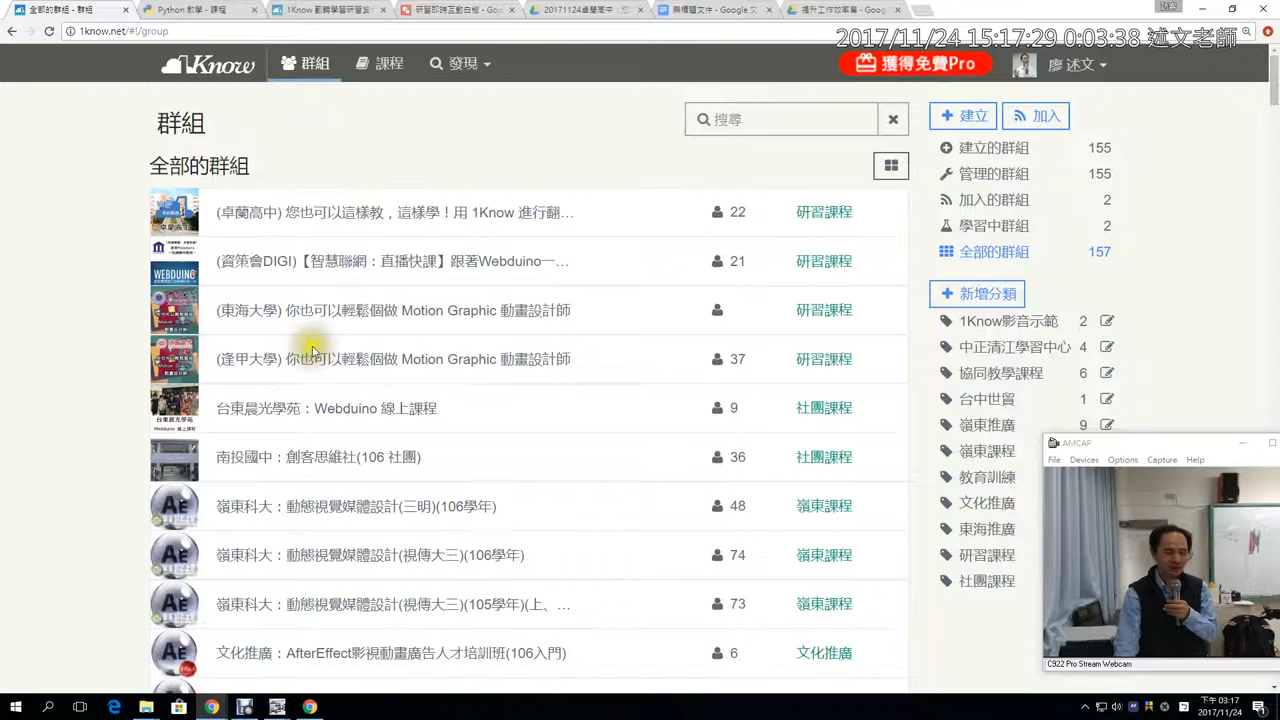 全部的群組 - 群組
Python 教學 - 課程
研習即時互動白板 - Goo
20171124卓蘭高中
無標題文件 - Google 文
提升工作效率集 - Goog
1know.net/#!/group
2017/11/24 15:17:29 0:03:38 述文老師
1Know
群組
課程
發現
獲得免費Pro
廖 述文
群組
搜尋
建立
加入
全部的群組
建立的群組 155
管理的群組 155
加入的群組 2
學習中群組 2
全部的群組 157
(卓蘭高中) 您也可以這樣教，這樣學！用 1Know 進行翻… 22 研習課程
(資策會DIGI)【智慧聯網：直播快課】跟著Webduino一… 21 研習課程
(東海大學) 你也可以輕鬆個做 Motion Graphic 動畫設計師 研習課程
(逢甲大學) 你也可以輕鬆個做 Motion Graphic 動畫設計師 37 研習課程
台東晨光學苑：Webduino 線上課程 9 社團課程
南投國中：創客思維社(106 社團) 36 社團課程
嶺東科大：動態視覺媒體設計(三明)(106學年) 48 嶺東課程
嶺東科大：動態視覺媒體設計(視傳大三)(106學年) 74 嶺東課程
嶺東科大：動態視覺媒體設計(視傳大三)(105學年)(上、… 73 嶺東課程
文化推廣：AfterEffect影視動畫廣告人才培訓班(106入門) 6 文化推廣
新增分類
1Know影音示範 2
中正清江學習中心 4
協同教學課程 6
台中世貿 1
嶺東推廣 9
嶺東課程
教育訓練
文化推廣
東海推廣
研習課程
社團課程
AMCAP
File Devices Options Capture Help
C922 Pro Stream Webcam
下午 03:17
2017/11/24